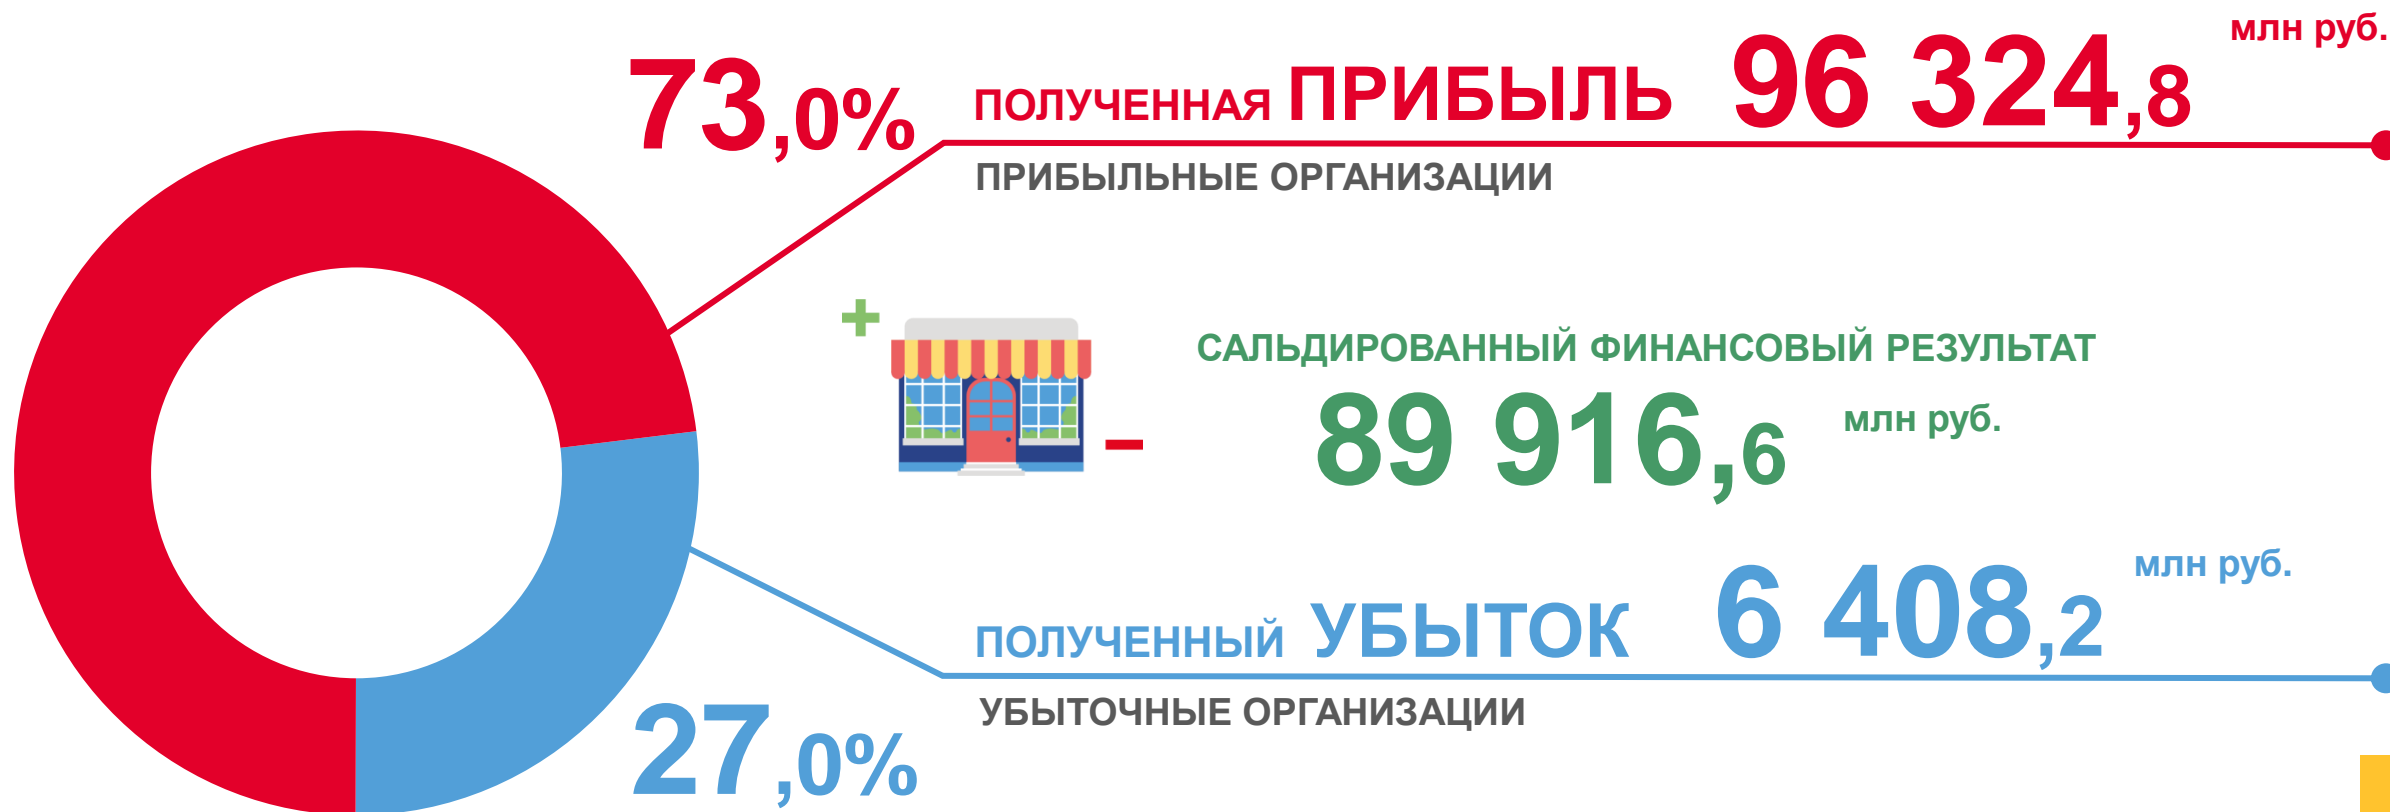 млн руб.
73,0% ПОЛУЧЕННАЯ ПРИБЫЛЬ 96 324,8
ПРИБЫЛЬНЫЕ ОРГАНИЗАЦИИ
САЛЬДИРОВАННЫЙ ФИНАНСОВЫЙ РЕЗУЛЬТАТ
89 916,6 млн руб.
ПОЛУЧЕННЫЙ УБЫТОК 6 408,2 млн руб.
УБЫТОЧНЫЕ ОРГАНИЗАЦИИ
27,0%